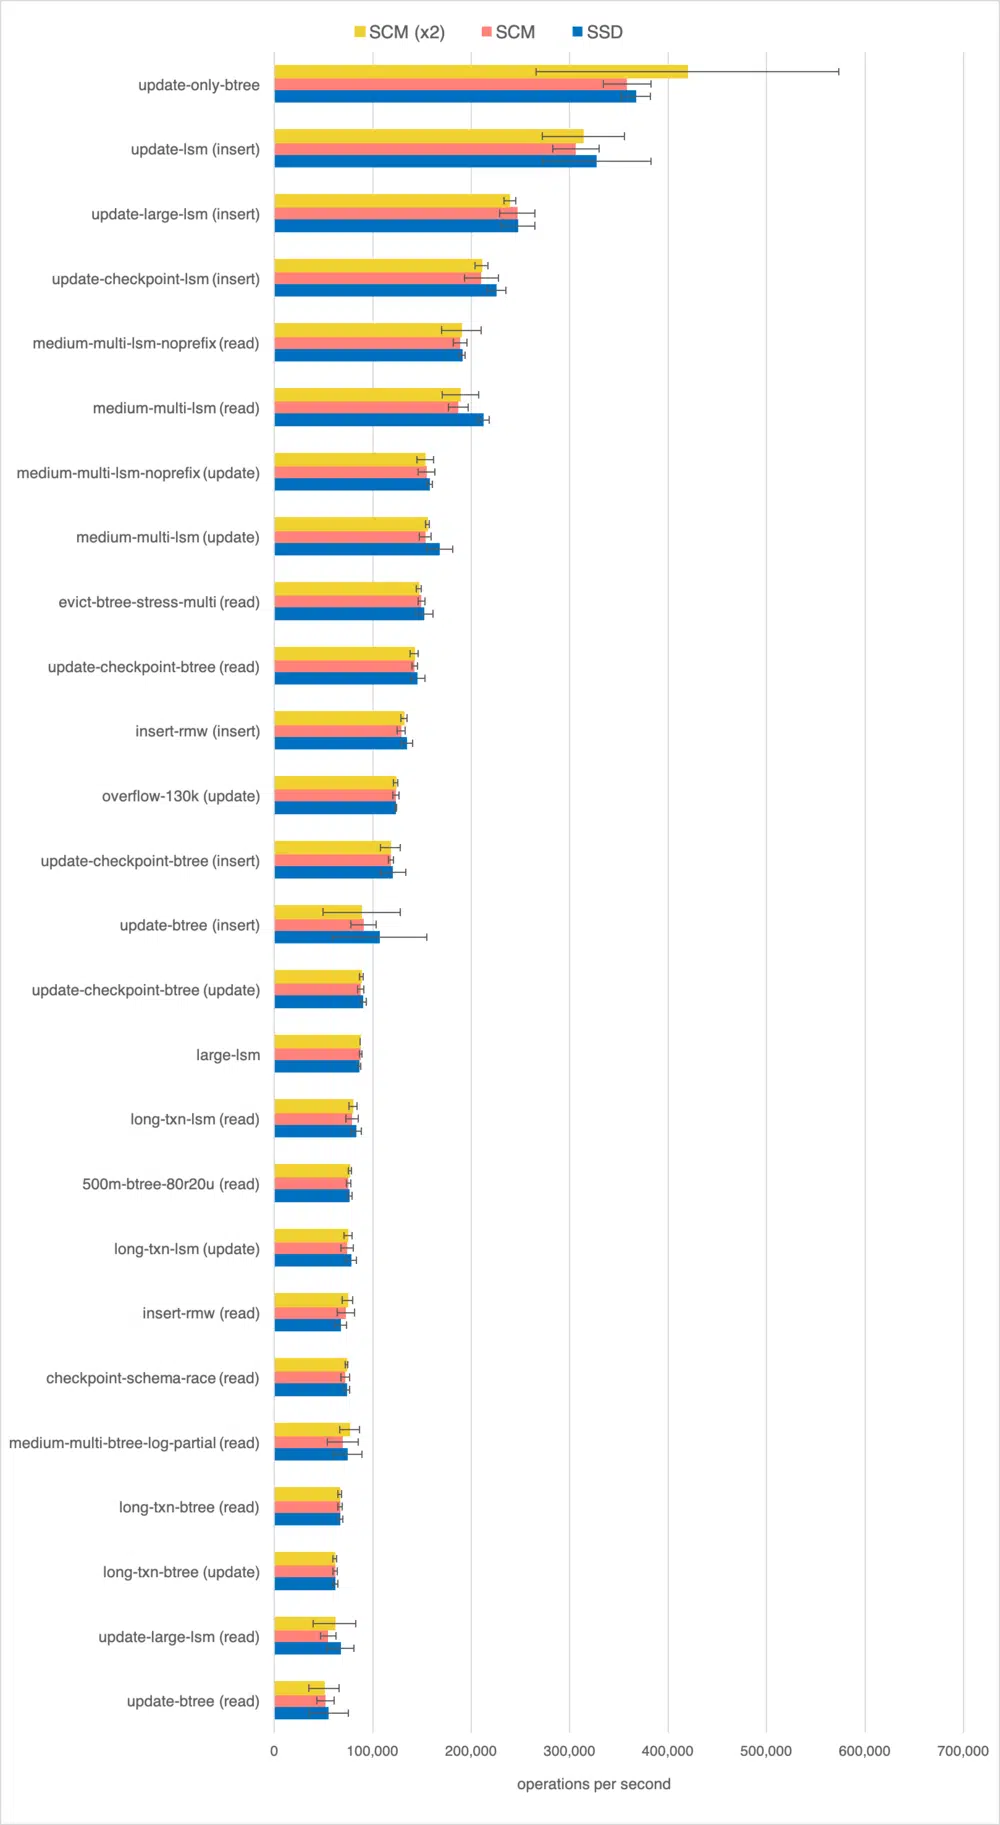 SCM (x2) SCM SSD
update-only-btree
update-lsm (insert)
update-large-lsm (insert)
update-checkpoint-lsm (insert)
medium-multi-lsm-noprefix (read)
medium-multi-lsm (read)
medium-multi-lsm-noprefix (update)
medium-multi-lsm (update)
evict-btree-stress-multi (read)
update-checkpoint-btree (read)
insert-rmw (insert)
overflow-130k (update)
update-checkpoint-btree (insert)
update-btree (insert)
update-checkpoint-btree (update)
large-lsm
long-txn-lsm (read)
500m-btree-80r20u (read)
long-txn-lsm (update)
insert-rmw (read)
checkpoint-schema-race (read)
medium-multi-btree-log-partial (read)
long-txn-btree (read)
long-txn-btree (update)
update-large-lsm (read)
update-btree (read)
0 100,000 200,000 300,000 400,000 500,000 600,000 700,000
operations per second